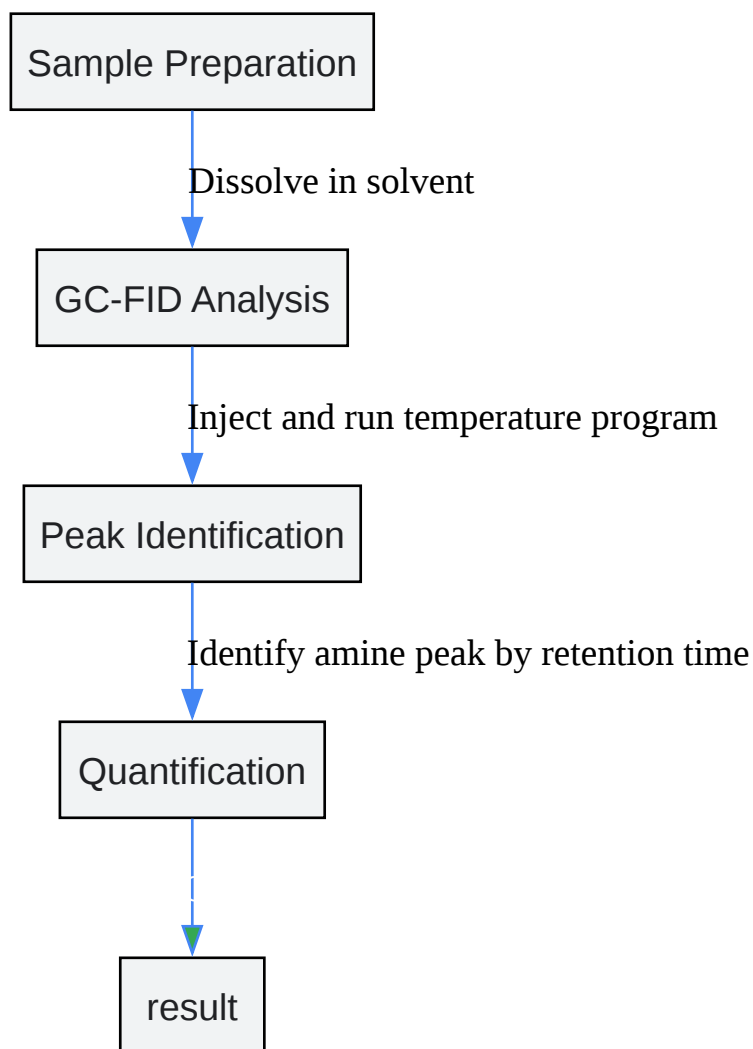 Sample Preparation
Dissolve in solvent
GC-FID Analysis
Inject and run temperature program
Peak Identification
Identify amine peak by retention time
Quantification
result